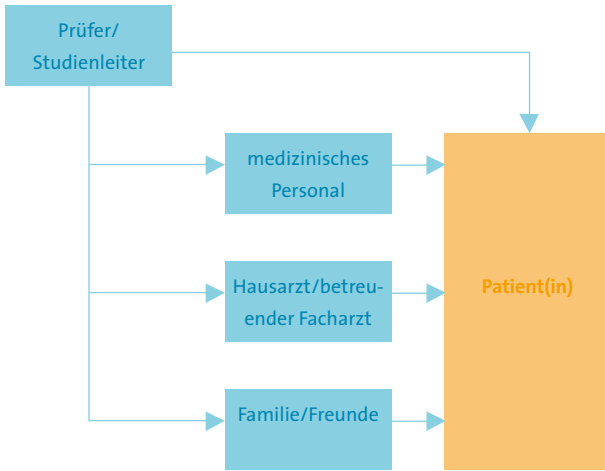 Prüfer/
Studienleiter
medizinisches
Personal
Hausarzt/betreu-
ender Facharzt
Patient(in)
Familie/Freunde